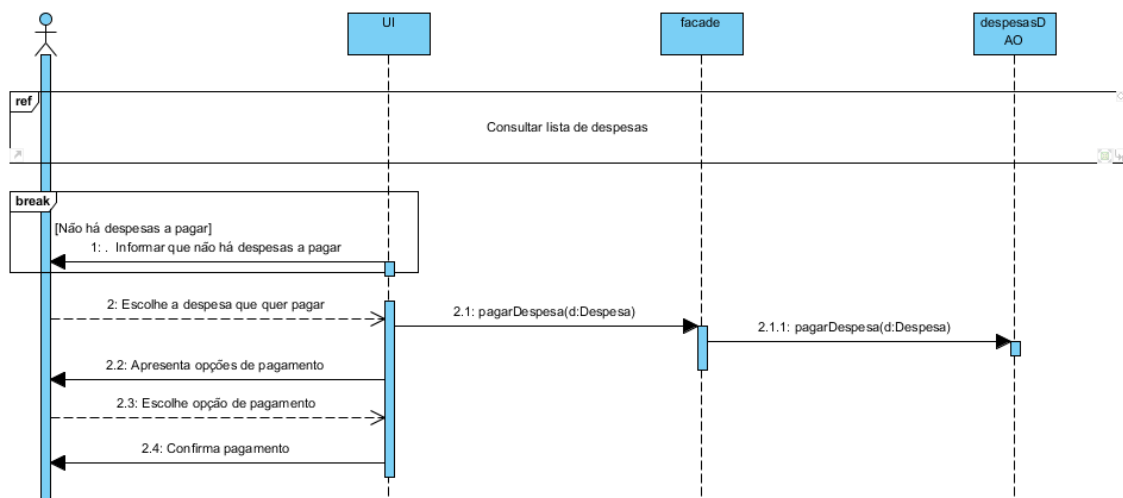 UI
facade
despesasD
AO
ref
Consultar lista de despesas
break
[Não há despesas a pagar]
1: . Informar que não há despesas a pagar
2: Escolhe a despesa que quer pagar
2.1: pagarDespesa(d:Despesa)
2.1.1: pagarDespesa(d:Despesa)
2.2: Apresenta opções de pagamento
2.3: Escolhe opção de pagamento
2.4: Confirma pagamento